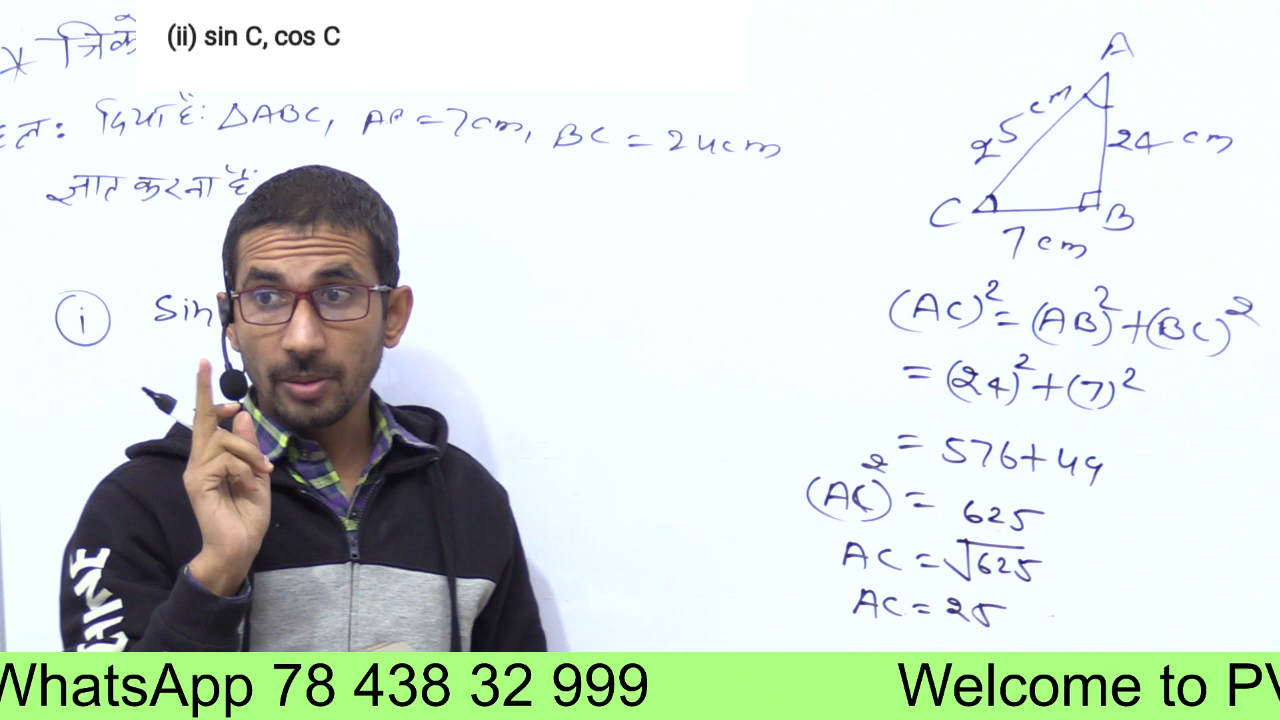 (ii) sin C, cos C
* त्रिको
हल: दिया है: △ABC, AB = 7cm, BC = 24cm
ज्ञात करना है:
(i) Sin
A
25 cm
24 cm
C
B
7 cm
(AC)² = (AB)² + (BC)²
= (24)² + (7)²
= 576 + 49
(AC)² = 625
AC = √625
AC = 25
WhatsApp 78 438 32 999
Welcome to PV